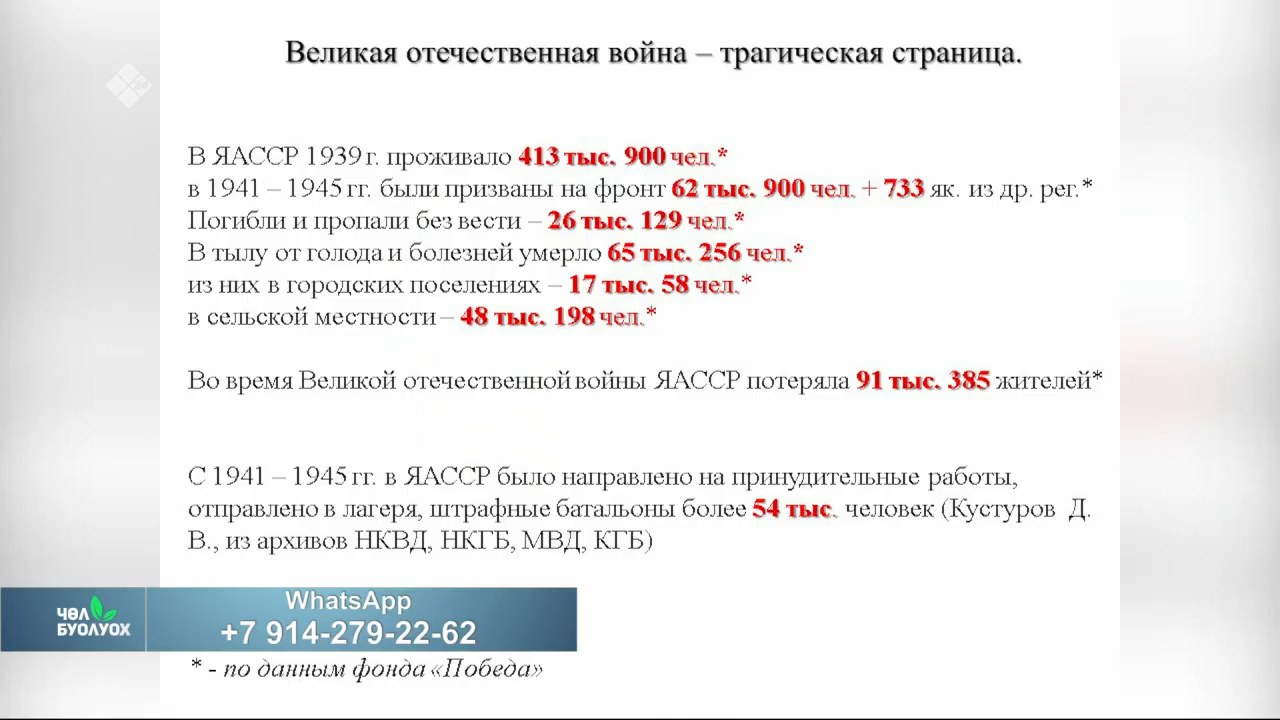 Великая отечественная война – трагическая страница.
В ЯАССР 1939 г. проживало 413 тыс. 900 чел.*
в 1941 – 1945 гг. были призваны на фронт 62 тыс. 900 чел. + 733 як. из др. рег.*
Погибли и пропали без вести – 26 тыс. 129 чел.*
В тылу от голода и болезней умерло 65 тыс. 256 чел.*
из них в городских поселениях – 17 тыс. 58 чел.*
в сельской местности – 48 тыс. 198 чел.*
Во время Великой отечественной войны ЯАССР потеряла 91 тыс. 385 жителей*
С 1941 – 1945 гг. в ЯАССР было направлено на принудительные работы,
отправлено в лагеря, штрафные батальоны более 54 тыс. человек (Кустуров Д.
В., из архивов НКВД, НКГБ, МВД, КГБ)
ЧӨЛ
БУОЛУОХ
WhatsApp
+7 914-279-22-62
* - по данным фонда «Победа»